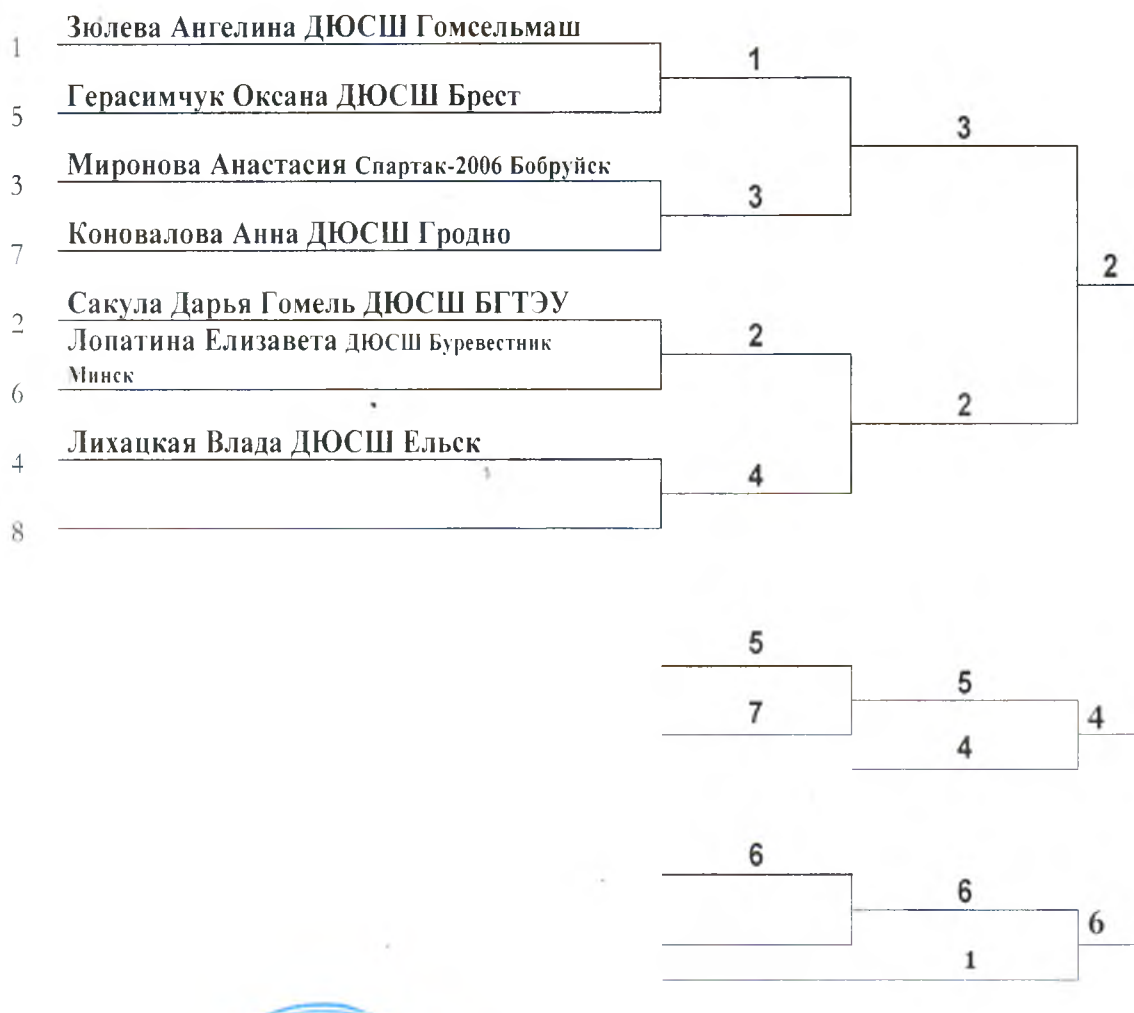 1 Зюлева Ангелина ДЮСШ Гомсельмаш
1
5 Герасимчук Оксана ДЮСШ Брест
3
3 Миронова Анастасия Спартак-2006 Бобруйск
3
7 Коновалова Анна ДЮСШ Гродно
2
2 Сакула Дарья Гомель ДЮСШ БГТЭУ
Лопатина Елизавета ДЮСШ Буревестник
2
Минск
6
2
4 Лихацкая Влада ДЮСШ Ельск
4
8
5
5
7
4
4
6
6
6
1